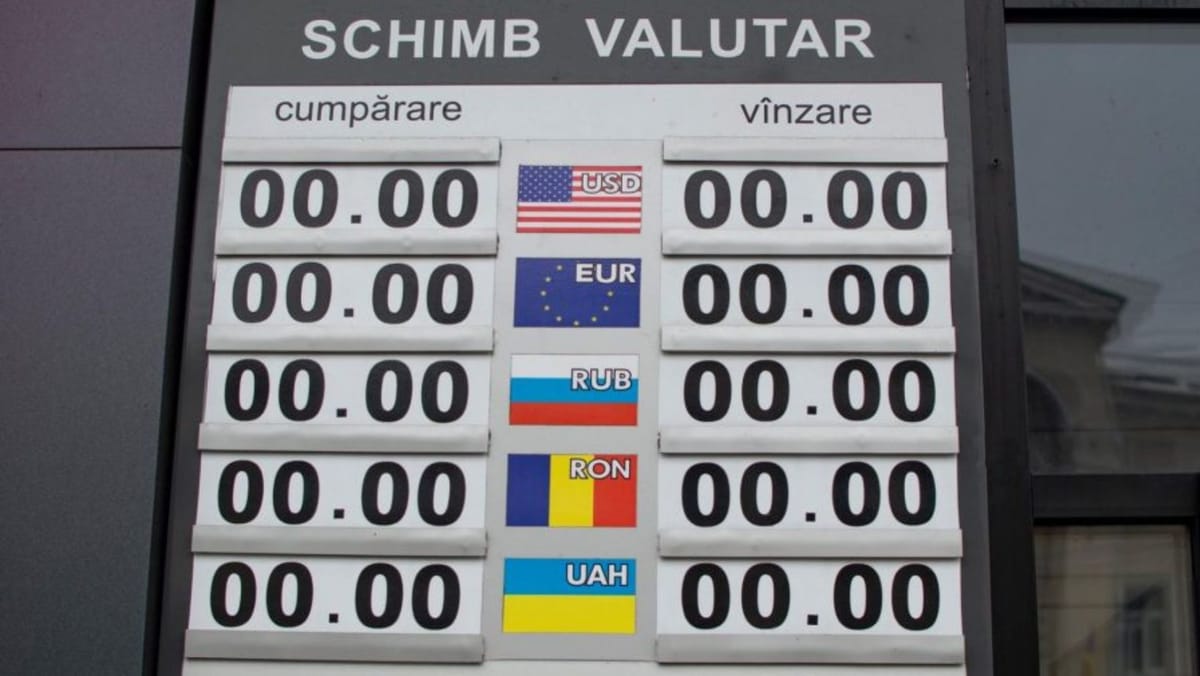 SCHIMB VALUTAR
cumpărare vînzare
00.00 USD 00.00
00.00 EUR 00.00
00.00 RUB 00.00
00.00 RON 00.00
00.00 UAH 00.00